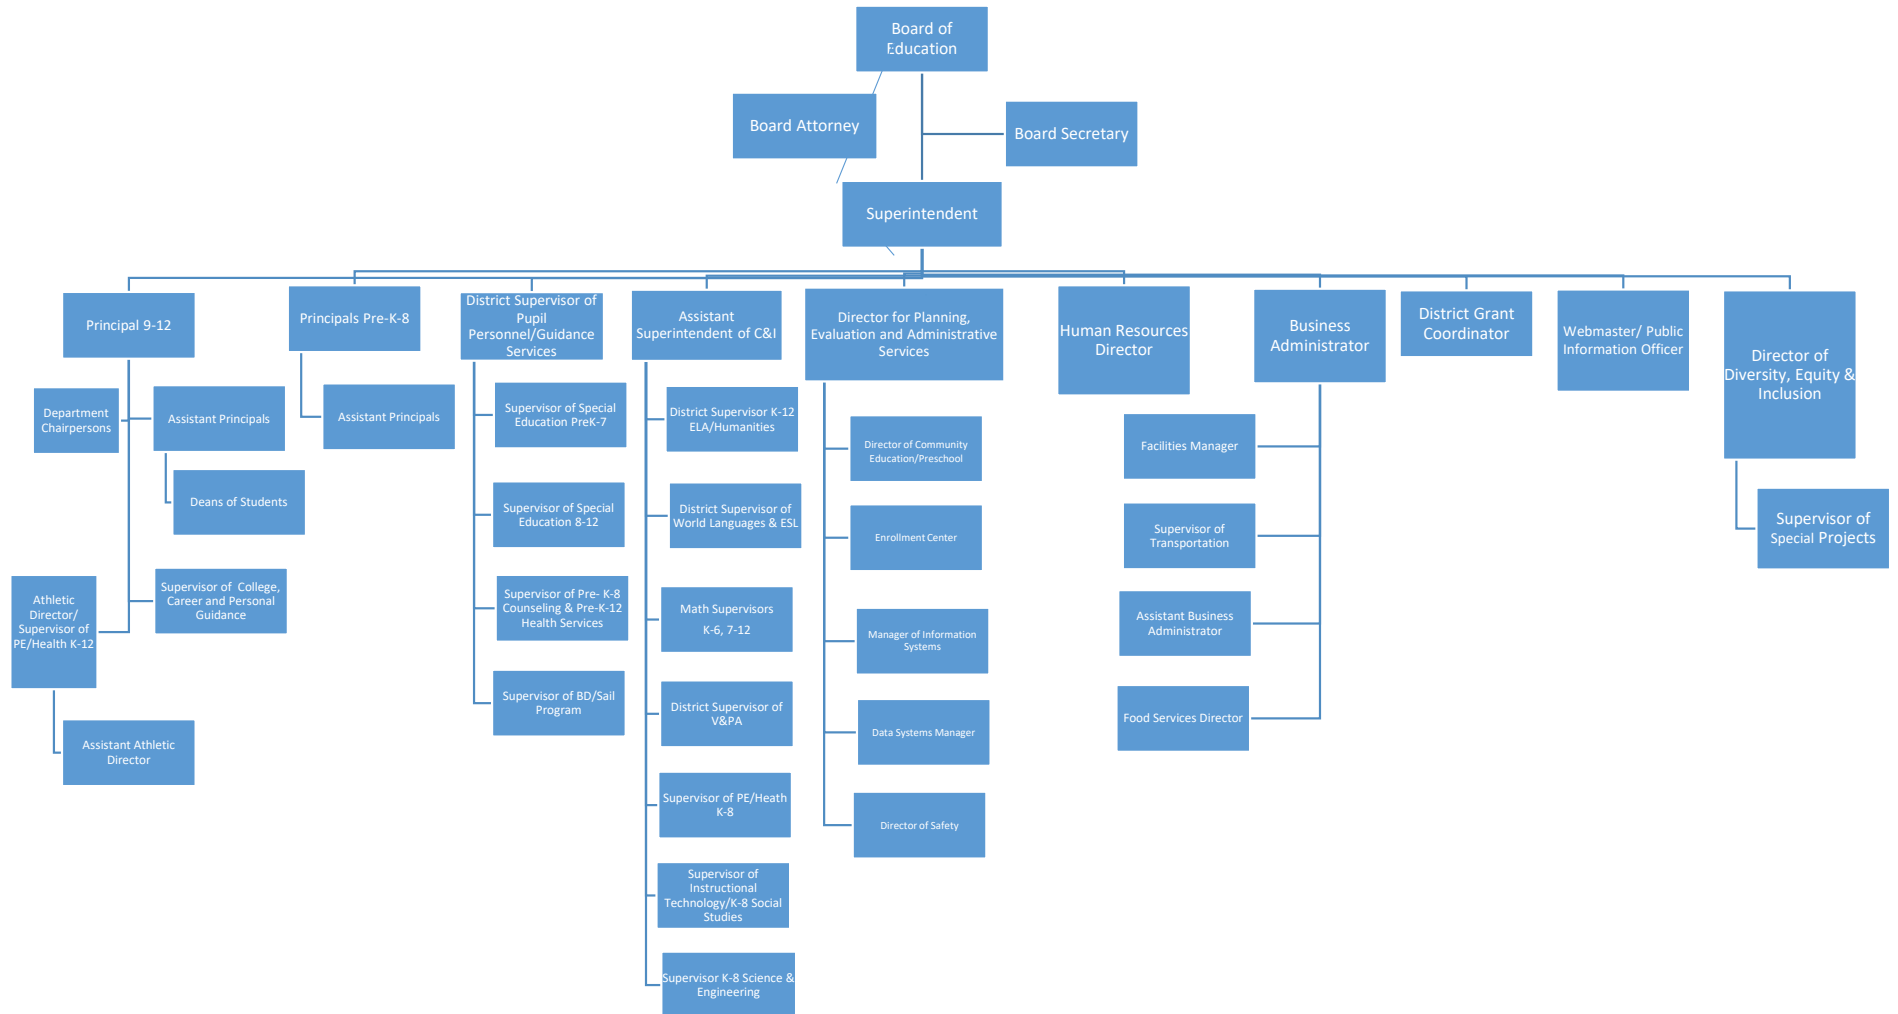 Board of
Education
Board Attorney
Board Secretary
Superintendent
Principal 9-12
Principals Pre-K-8
District Supervisor of
Pupil
Personnel/Guidance
Services
Assistant
Superintendent of C&I
Director for Planning,
Evaluation and Administrative
Services
Human Resources
Director
Business
Administrator
District Grant
Coordinator
Webmaster/ Public
Information Officer
Director of
Diversity, Equity &
Inclusion
Department
Chairpersons
Assistant Principals
Deans of Students
Athletic
Director/
Supervisor of
PE/Health K-12
Supervisor of College,
Career and Personal
Guidance
Assistant Athletic
Director
Assistant Principals
Supervisor of Special
Education PreK-7
Supervisor of Special
Education 8-12
Supervisor of Pre- K-8
Counseling & Pre-K-12
Health Services
Supervisor of BD/Sail
Program
District Supervisor K-12
ELA/Humanities
District Supervisor of
World Languages & ESL
Math Supervisors
K-6, 7-12
District Supervisor of
V&PA
Supervisor of PE/Heath
K-8
Supervisor of
Instructional
Technology/K-8 Social
Studies
Supervisor K-8 Science &
Engineering
Director of Community
Education/Preschool
Enrollment Center
Manager of Information
Systems
Data Systems Manager
Director of Safety
Facilities Manager
Supervisor of
Transportation
Assistant Business
Administrator
Food Services Director
Supervisor of
Special Projects